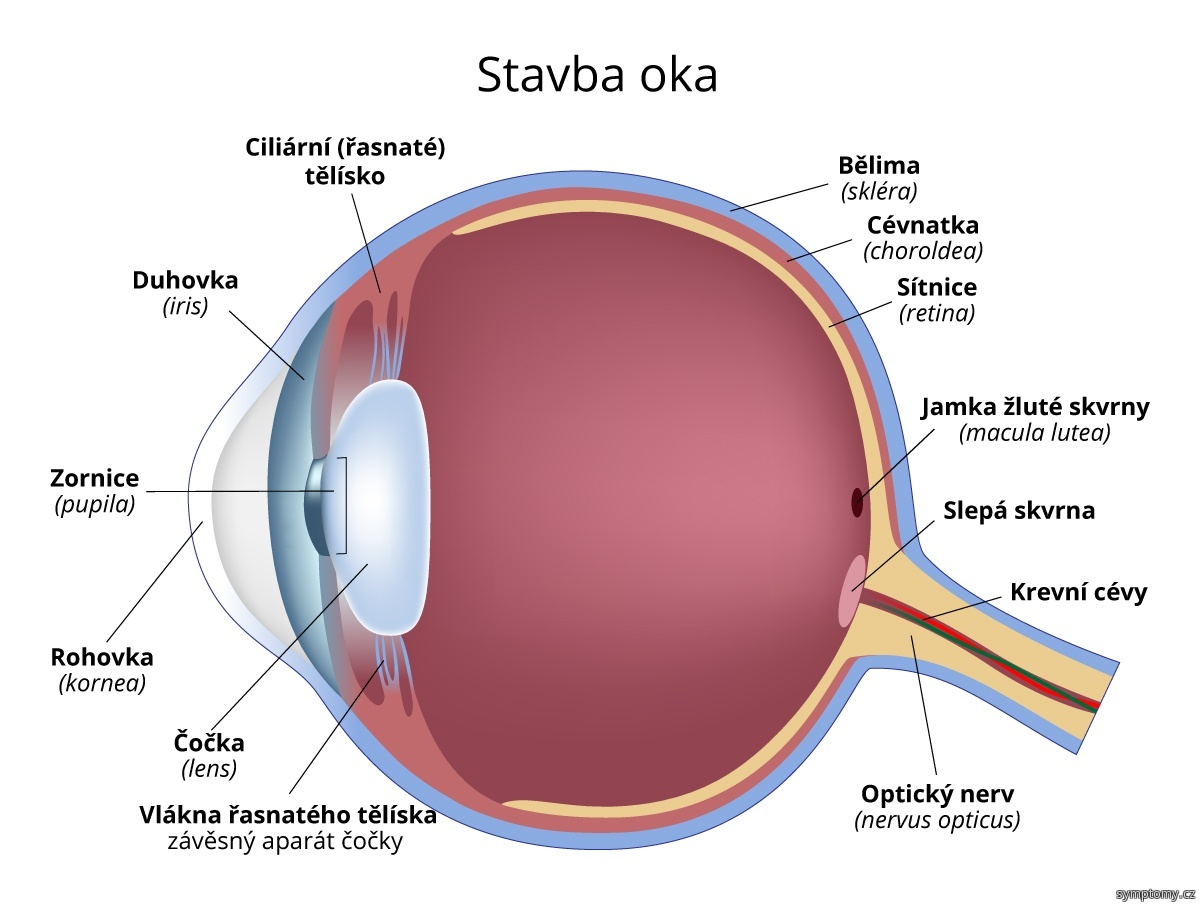 Stavba oka
Ciliární (řasnaté)
tělísko
Bělima
(skléra)
Cévnatka
(choroldea)
Duhovka
(iris)
Sítnice
(retina)
Jamka žluté skvrny
(macula lutea)
Zornice
(pupila)
Slepá skvrna
Krevní cévy
Rohovka
(kornea)
Čočka
(lens)
Vlákna řasnatého tělíska
závěsný aparát čočky
Optický nerv
(nervus opticus)
symptomy.cz